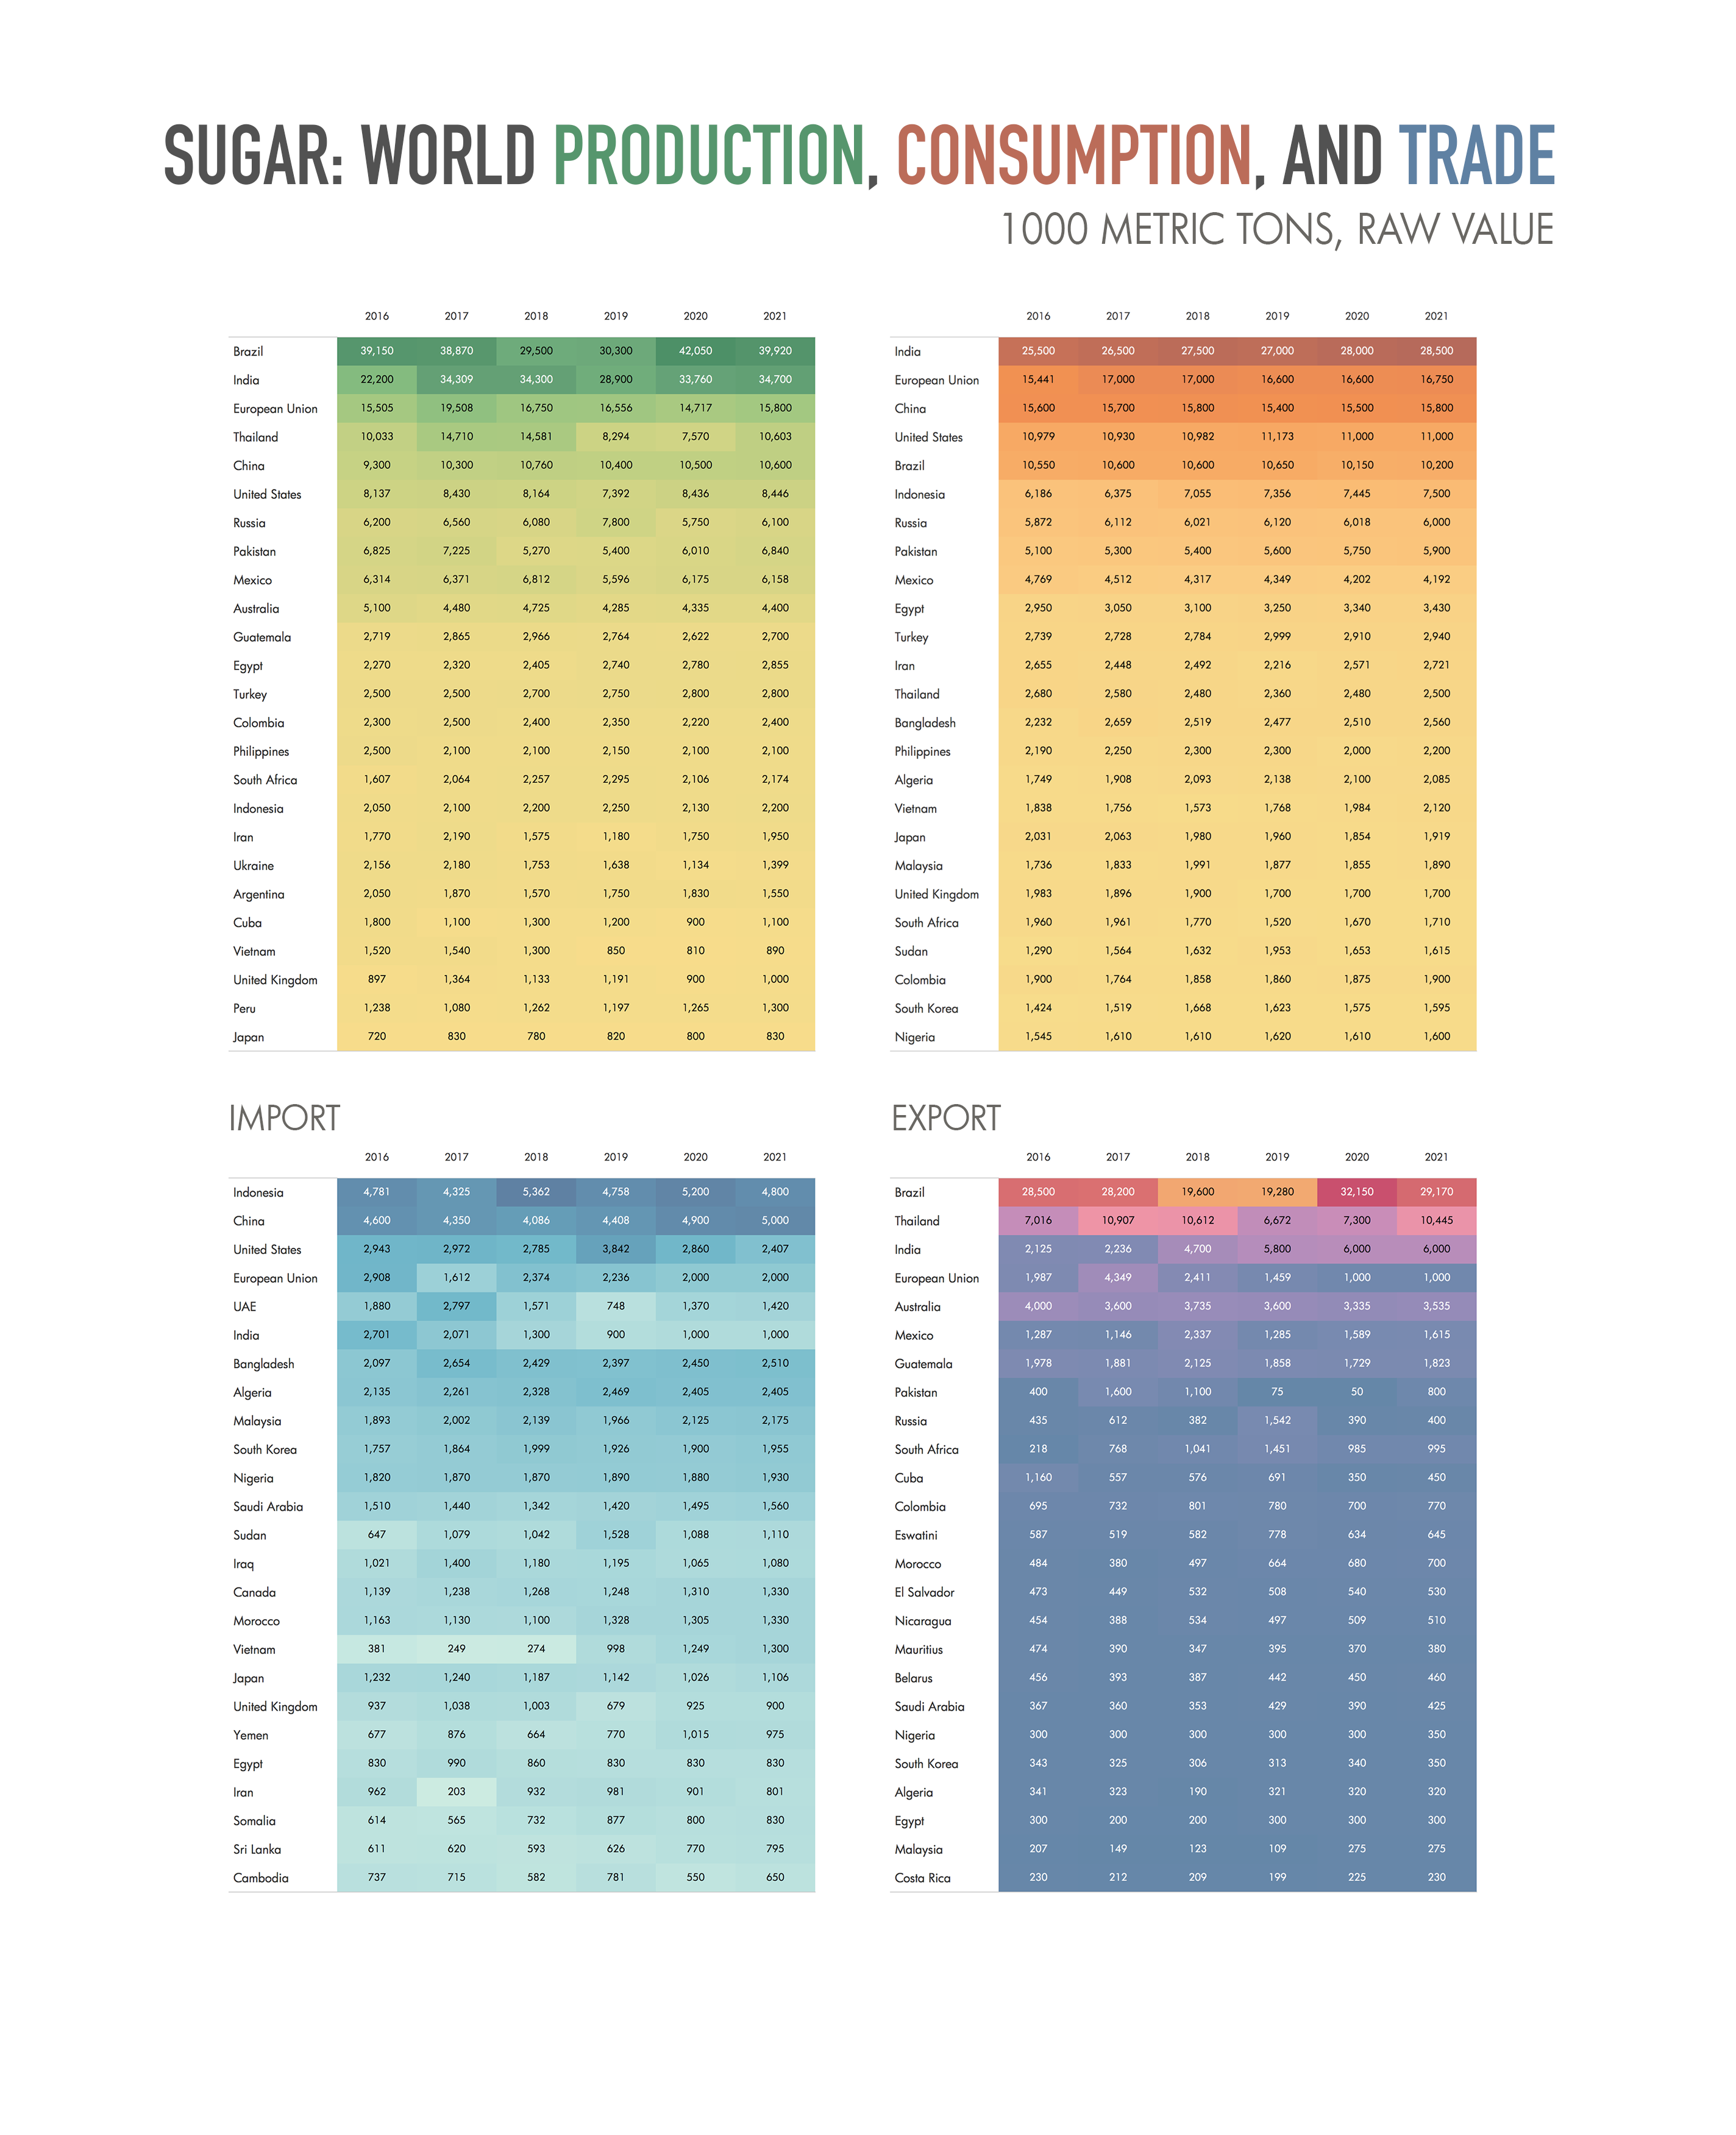 SUGAR: WORLD PRODUCTION, CONSUMPTION, AND TRADE
1000 METRIC TONS, RAW VALUE
2016 2017 2018 2019 2020 2021
Brazil 39,150 38,870 29,500 30,300 42,050 39,920
India 22,200 34,309 34,300 28,900 33,760 34,700
European Union 15,505 19,508 16,750 16,556 14,717 15,800
Thailand 10,033 14,710 14,581 8,294 7,570 10,603
China 9,300 10,300 10,760 10,400 10,500 10,600
United States 8,137 8,430 8,164 7,392 8,436 8,446
Russia 6,200 6,560 6,080 7,800 5,750 6,100
Pakistan 6,825 7,225 5,270 5,400 6,010 6,840
Mexico 6,314 6,371 6,812 5,596 6,175 6,158
Australia 5,100 4,480 4,725 4,285 4,335 4,400
Guatemala 2,719 2,865 2,966 2,764 2,622 2,700
Egypt 2,270 2,320 2,405 2,740 2,780 2,855
Turkey 2,500 2,500 2,700 2,750 2,800 2,800
Colombia 2,300 2,500 2,400 2,350 2,220 2,400
Philippines 2,500 2,100 2,100 2,150 2,100 2,100
South Africa 1,607 2,064 2,257 2,295 2,106 2,174
Indonesia 2,050 2,100 2,200 2,250 2,130 2,200
Iran 1,770 2,190 1,575 1,180 1,750 1,950
Ukraine 2,156 2,180 1,753 1,638 1,134 1,399
Argentina 2,050 1,870 1,570 1,750 1,830 1,550
Cuba 1,800 1,100 1,300 1,200 900 1,100
Vietnam 1,520 1,540 1,300 850 810 890
United Kingdom 897 1,364 1,133 1,191 900 1,000
Peru 1,238 1,080 1,262 1,197 1,265 1,300
Japan 720 830 780 820 800 830
2016 2017 2018 2019 2020 2021
India 25,500 26,500 27,500 27,000 28,000 28,500
European Union 15,441 17,000 17,000 16,600 16,600 16,750
China 15,600 15,700 15,800 15,400 15,500 15,800
United States 10,979 10,930 10,982 11,173 11,000 11,000
Brazil 10,550 10,600 10,600 10,650 10,150 10,200
Indonesia 6,186 6,375 7,055 7,356 7,445 7,500
Russia 5,872 6,112 6,021 6,120 6,018 6,000
Pakistan 5,100 5,300 5,400 5,600 5,750 5,900
Mexico 4,769 4,512 4,317 4,349 4,202 4,192
Egypt 2,950 3,050 3,100 3,250 3,340 3,430
Turkey 2,739 2,728 2,784 2,999 2,910 2,940
Iran 2,655 2,448 2,492 2,216 2,571 2,721
Thailand 2,680 2,580 2,480 2,360 2,480 2,500
Bangladesh 2,232 2,659 2,519 2,477 2,510 2,560
Philippines 2,190 2,250 2,300 2,300 2,000 2,200
Algeria 1,749 1,908 2,093 2,138 2,100 2,085
Vietnam 1,838 1,756 1,573 1,768 1,984 2,120
Japan 2,031 2,063 1,980 1,960 1,854 1,919
Malaysia 1,736 1,833 1,991 1,877 1,855 1,890
United Kingdom 1,983 1,896 1,900 1,700 1,700 1,700
South Africa 1,960 1,961 1,770 1,520 1,670 1,710
Sudan 1,290 1,564 1,632 1,953 1,653 1,615
Colombia 1,900 1,764 1,858 1,860 1,875 1,900
South Korea 1,424 1,519 1,668 1,623 1,575 1,595
Nigeria 1,545 1,610 1,610 1,620 1,610 1,600
IMPORT
2016 2017 2018 2019 2020 2021
Indonesia 4,781 4,325 5,362 4,758 5,200 4,800
China 4,600 4,350 4,086 4,408 4,900 5,000
United States 2,943 2,972 2,785 3,842 2,860 2,407
European Union 2,908 1,612 2,374 2,236 2,000 2,000
UAE 1,880 2,797 1,571 748 1,370 1,420
India 2,701 2,071 1,300 900 1,000 1,000
Bangladesh 2,097 2,654 2,429 2,397 2,450 2,510
Algeria 2,135 2,261 2,328 2,469 2,405 2,405
Malaysia 1,893 2,002 2,139 1,966 2,125 2,175
South Korea 1,757 1,864 1,999 1,926 1,900 1,955
Nigeria 1,820 1,870 1,870 1,890 1,880 1,930
Saudi Arabia 1,510 1,440 1,342 1,420 1,495 1,560
Sudan 647 1,079 1,042 1,528 1,088 1,110
Iraq 1,021 1,400 1,180 1,195 1,065 1,080
Canada 1,139 1,238 1,268 1,248 1,310 1,330
Morocco 1,163 1,130 1,100 1,328 1,305 1,330
Vietnam 381 249 274 998 1,249 1,300
Japan 1,232 1,240 1,187 1,142 1,026 1,106
United Kingdom 937 1,038 1,003 679 925 900
Yemen 677 876 664 770 1,015 975
Egypt 830 990 860 830 830 830
Iran 962 203 932 981 901 801
Somalia 614 565 732 877 800 830
Sri Lanka 611 620 593 626 770 795
Cambodia 737 715 582 781 550 650
EXPORT
2016 2017 2018 2019 2020 2021
Brazil 28,500 28,200 19,600 19,280 32,150 29,170
Thailand 7,016 10,907 10,612 6,672 7,300 10,445
India 2,125 2,236 4,700 5,800 6,000 6,000
European Union 1,987 4,349 2,411 1,459 1,000 1,000
Australia 4,000 3,600 3,735 3,600 3,335 3,535
Mexico 1,287 1,146 2,337 1,285 1,589 1,615
Guatemala 1,978 1,881 2,125 1,858 1,729 1,823
Pakistan 400 1,600 1,100 75 50 800
Russia 435 612 382 1,542 390 400
South Africa 218 768 1,041 1,451 985 995
Cuba 1,160 557 576 691 350 450
Colombia 695 732 801 780 700 770
Eswatini 587 519 582 778 634 645
Morocco 484 380 497 664 680 700
El Salvador 473 449 532 508 540 530
Nicaragua 454 388 534 497 509 510
Mauritius 474 390 347 395 370 380
Belarus 456 393 387 442 450 460
Saudi Arabia 367 360 353 429 390 425
Nigeria 300 300 300 300 300 350
South Korea 343 325 306 313 340 350
Algeria 341 323 190 321 320 320
Egypt 300 200 200 300 300 300
Malaysia 207 149 123 109 275 275
Costa Rica 230 212 209 199 225 230